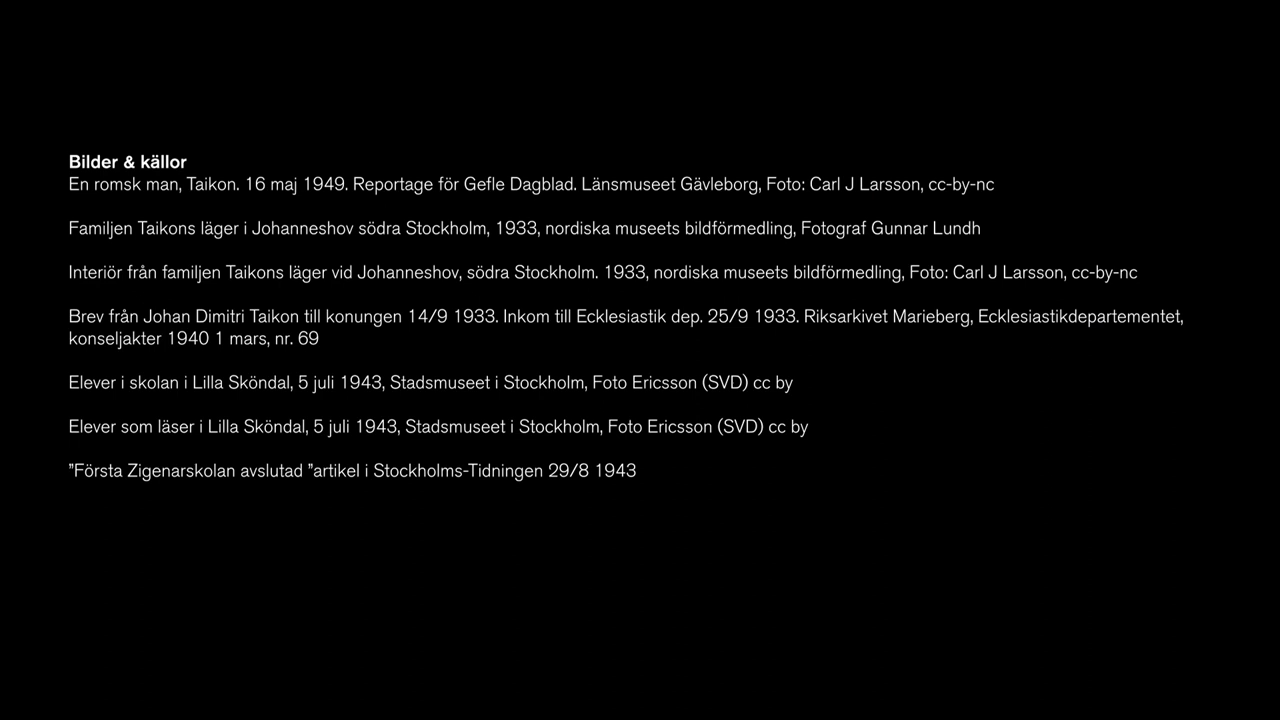 Bilder & källor
En romsk man, Taikon. 16 maj 1949. Reportage för Gefle Dagblad. Länsmuseet Gävleborg, Foto: Carl J Larsson, cc-by-nc
Familjen Taikons läger i Johanneshov södra Stockholm, 1933, nordiska museets bildförmedling, Fotograf Gunnar Lundh
Interiör från familjen Taikons läger vid Johanneshov, södra Stockholm. 1933, nordiska museets bildförmedling, Foto: Carl J Larsson, cc-by-nc
Brev från Johan Dimitri Taikon till konungen 14/9 1933. Inkom till Ecklesiastik dep. 25/9 1933. Riksarkivet Marieberg, Ecklesiastikdepartementet,
konseljakter 1940 1 mars, nr. 69
Elever i skolan i Lilla Sköndal, 5 juli 1943, Stadsmuseet i Stockholm, Foto Ericsson (SVD) cc by
Elever som läser i Lilla Sköndal, 5 juli 1943, Stadsmuseet i Stockholm, Foto Ericsson (SVD) cc by
”Första Zigenarskolan avslutad ”artikel i Stockholms-Tidningen 29/8 1943